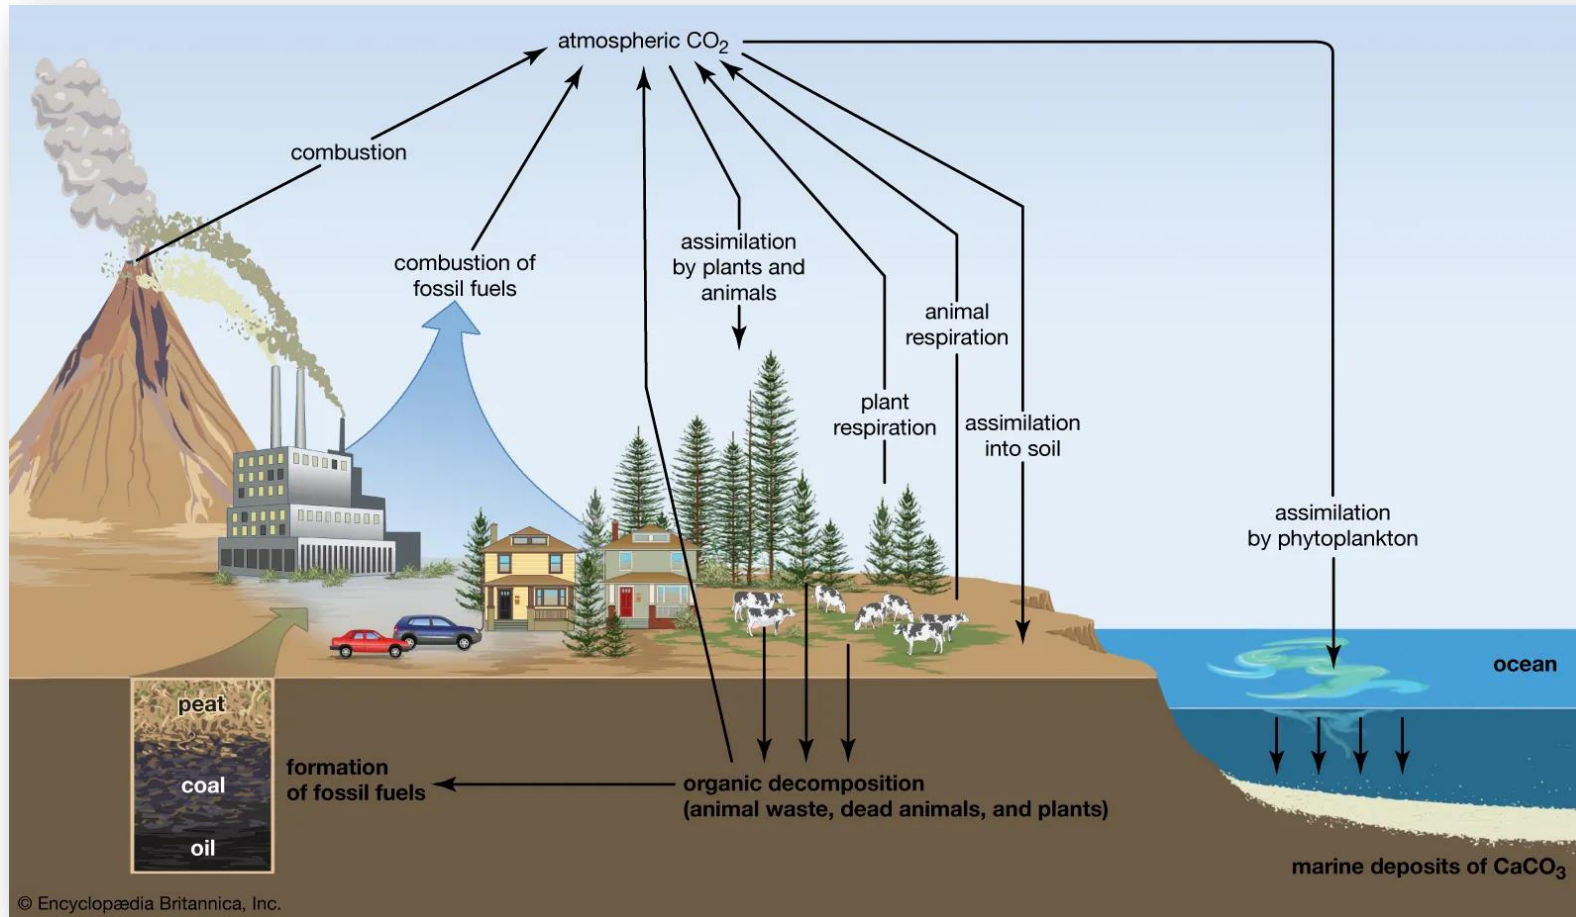 atmospheric CO₂
combustion
combustion of
fossil fuels
assimilation
by plants and
animals
animal
respiration
plant
respiration
assimilation
into soil
assimilation
by phytoplankton
ocean
peat
coal
oil
formation
of fossil fuels
organic decomposition
(animal waste, dead animals, and plants)
marine deposits of CaCO₃
© Encyclopædia Britannica, Inc.